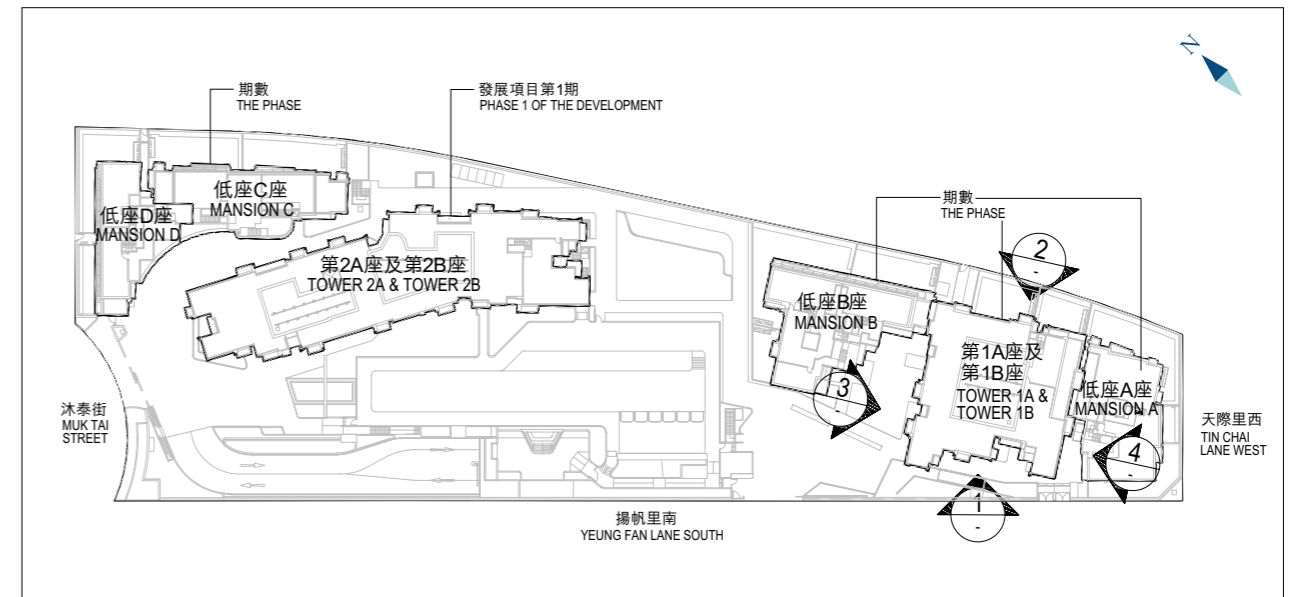 N
期數
THE PHASE
發展項目第1期
PHASE 1 OF THE DEVELOPMENT
低座C座
MANSION C
低座D座
MANSION D
第2A座及第2B座
TOWER 2A & TOWER 2B
期數
THE PHASE
2
-
低座B座
MANSION B
第1A座及
第1B座
TOWER 1A &
TOWER 1B
低座A座
MANSION A
3
-
4
-
1
-
沐泰街
MUK TAI
STREET
天際里西
TIN CHAI
LANE WEST
揚帆里南
YEUNG FAN LANE SOUTH